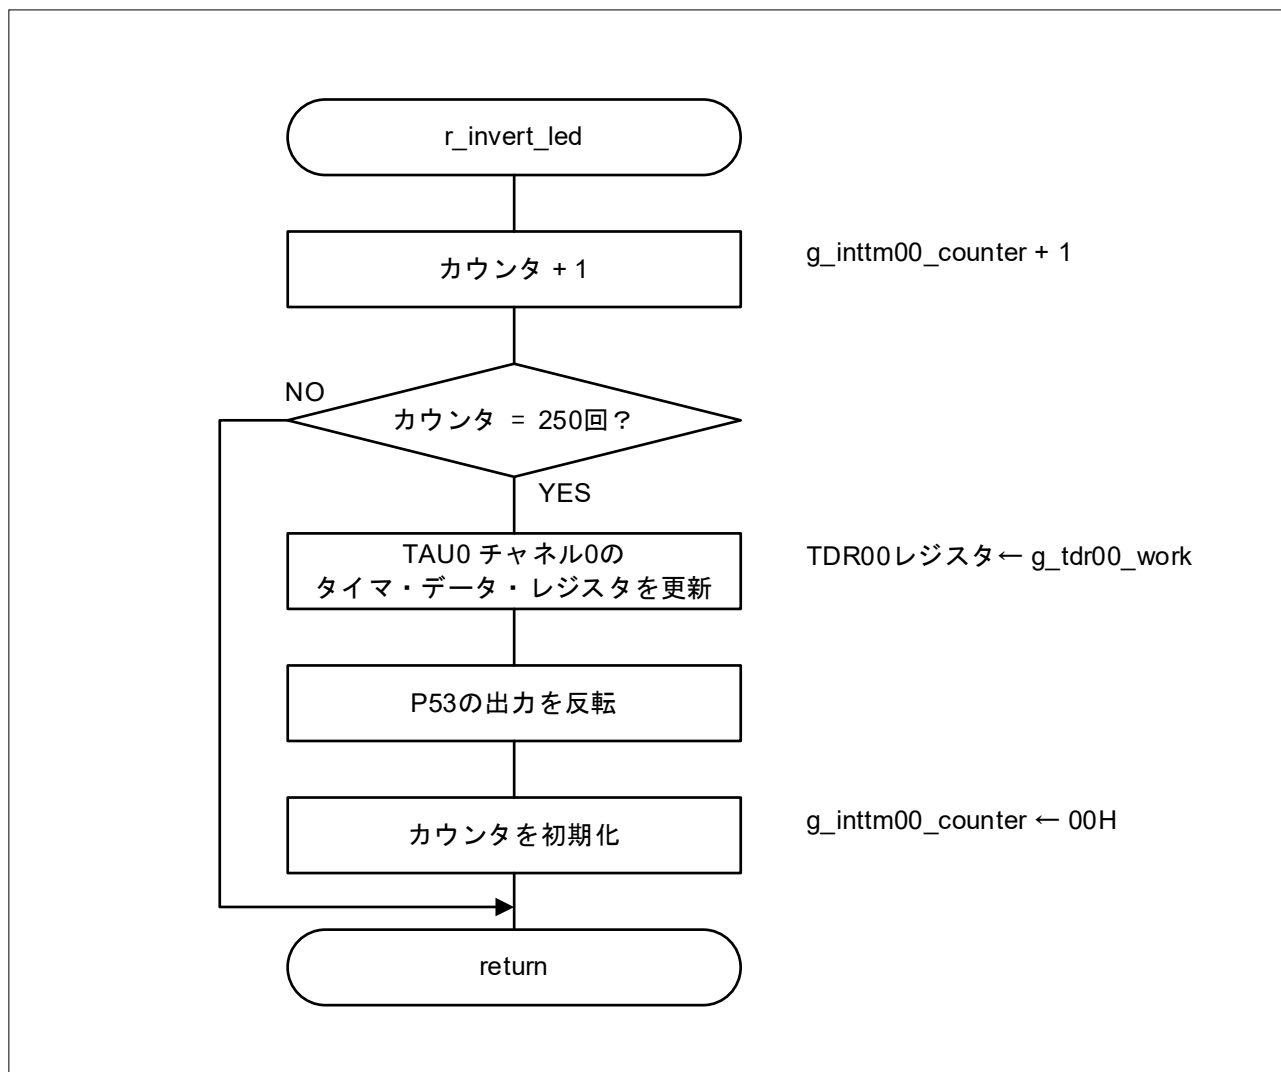 r_invert_led
カウンタ + 1
g_inttm00_counter + 1
NO
カウンタ = 250回？
YES
TAU0 チャネル0の
タイマ・データ・レジスタを更新
TDR00レジスタ← g_tdr00_work
P53の出力を反転
カウンタを初期化
g_inttm00_counter ← 00H
return